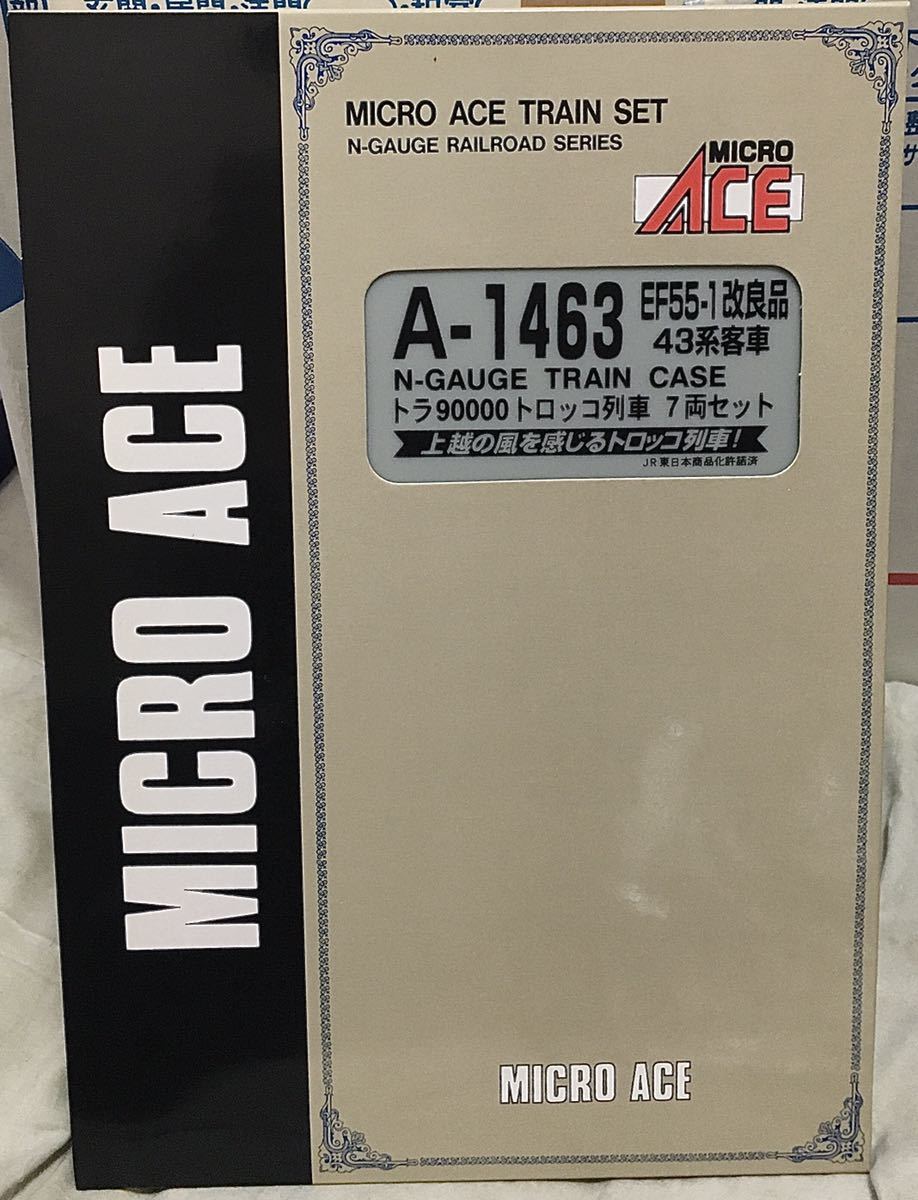 MICRO ACE TRAIN SET
N-GAUGE RAILROAD SERIES
MICRO
ACE
A-1463
EF55-1改良品
43系客車
N-GAUGE TRAIN CASE
トラ90000トロッコ列車 7両セット
上越の風を感じるトロッコ列車!
JR東日本商品化許諾済
MICRO ACE
MICRO ACE